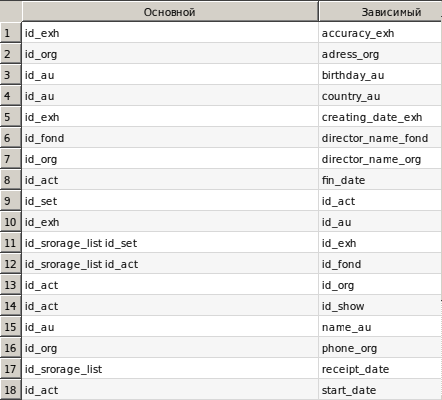 Основной Зависимый
1 id_exh accuracy_exh
2 id_org adress_org
3 id_au birthday_au
4 id_au country_au
5 id_exh creating_date_exh
6 id_fond director_name_fond
7 id_org director_name_org
8 id_act fin_date
9 id_set id_act
10 id_exh id_au
11 id_srorage_list id_set id_exh
12 id_srorage_list id_act id_fond
13 id_act id_org
14 id_act id_show
15 id_au name_au
16 id_org phone_org
17 id_srorage_list receipt_date
18 id_act start_date